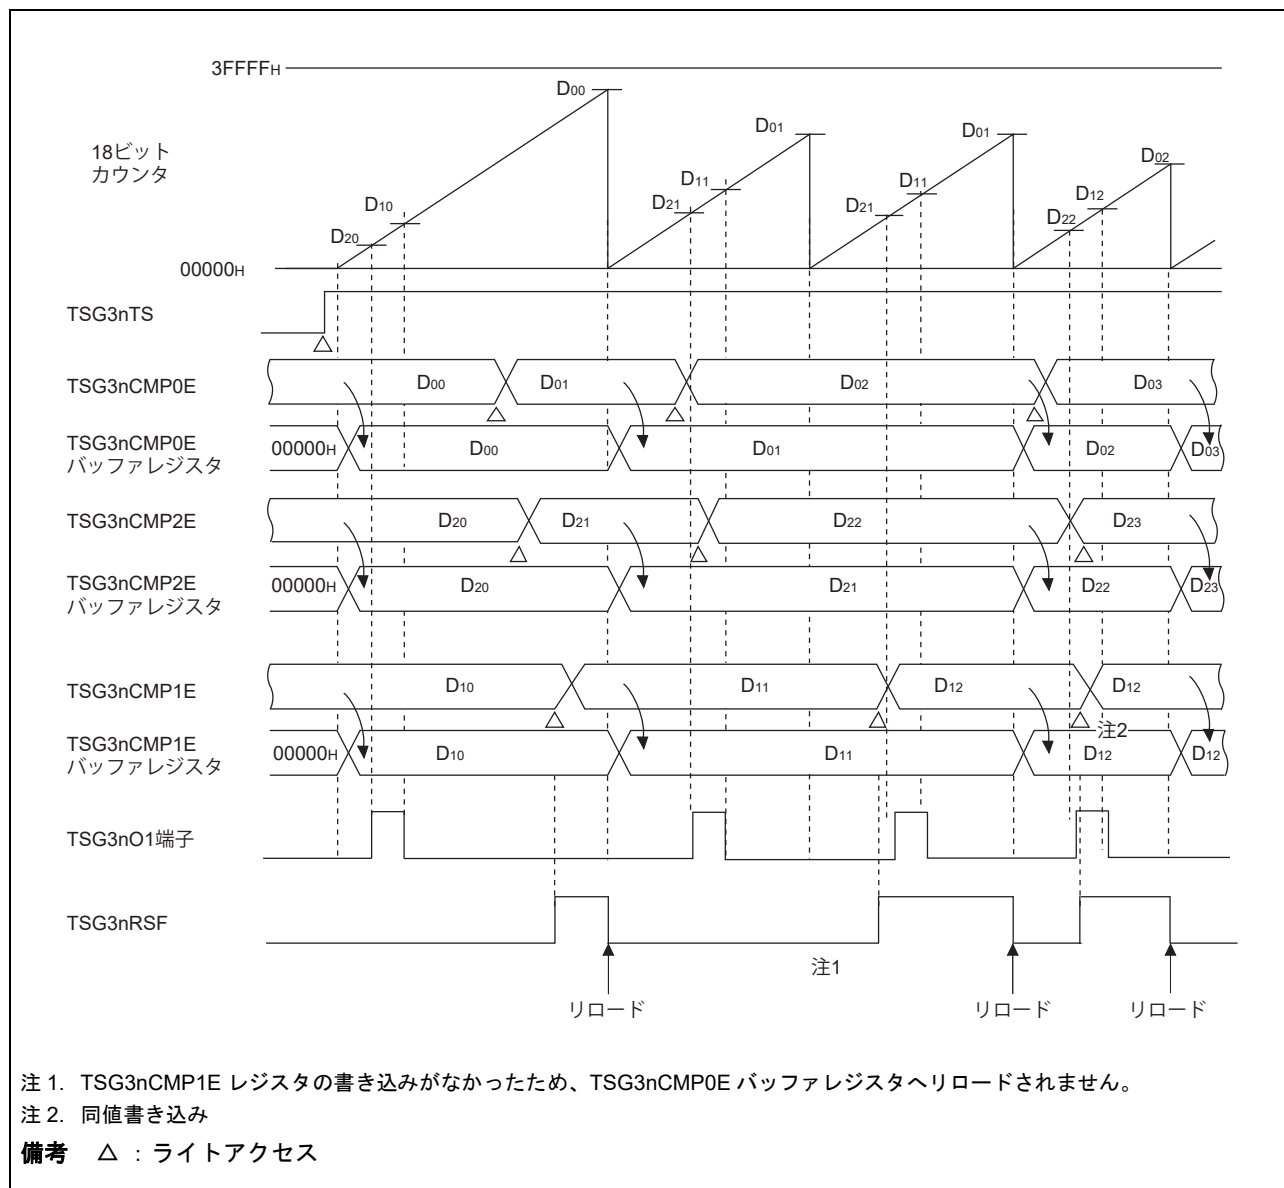 3FFFFH
D00
D01
D01
D02
18ビット
カウンタ
D10
D20
D11
D21
D11
D21
D12
D22
00000H
TSG3nTS
TSG3nCMP0E
D00
D01
D02
D03
TSG3nCMP0E
バッファレジスタ
00000H
D00
D01
D02
D03
TSG3nCMP2E
D20
D21
D22
D23
TSG3nCMP2E
バッファレジスタ
00000H
D20
D21
D22
D23
TSG3nCMP1E
D10
D11
D12
D12
注2
TSG3nCMP1E
バッファレジスタ
00000H
D10
D11
D12
D12
TSG3nO1端子
TSG3nRSF
注1
リロード
リロード
リロード
注 1. TSG3nCMP1E レジスタの書き込みがなかったため、TSG3nCMP0E バッファレジスタへリロードされません。
注 2. 同値書き込み
備考 △ : ライトアクセス